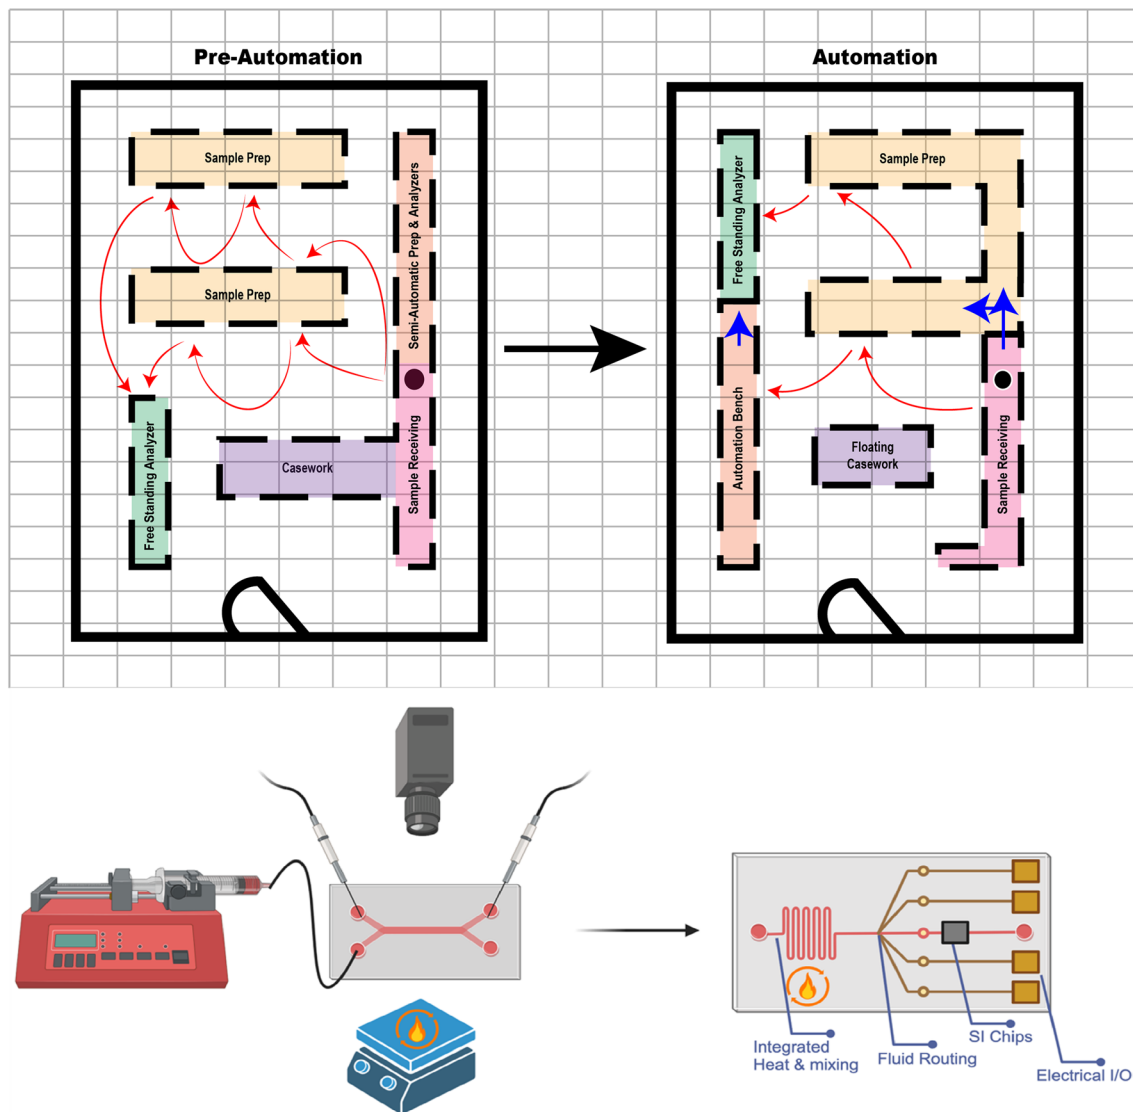 Pre-Automation
Sample Prep
Sample Prep
Semi-Automatic Prep & Analyzers
Sample Receiving
Casework
Free Standing Analyzer
Automation
Free Standing Analyzer
Sample Prep
Automation Bench
Floating
Casework
Sample Receiving
Integrated
Heat & mixing
Fluid Routing
SI Chips
Electrical I/O